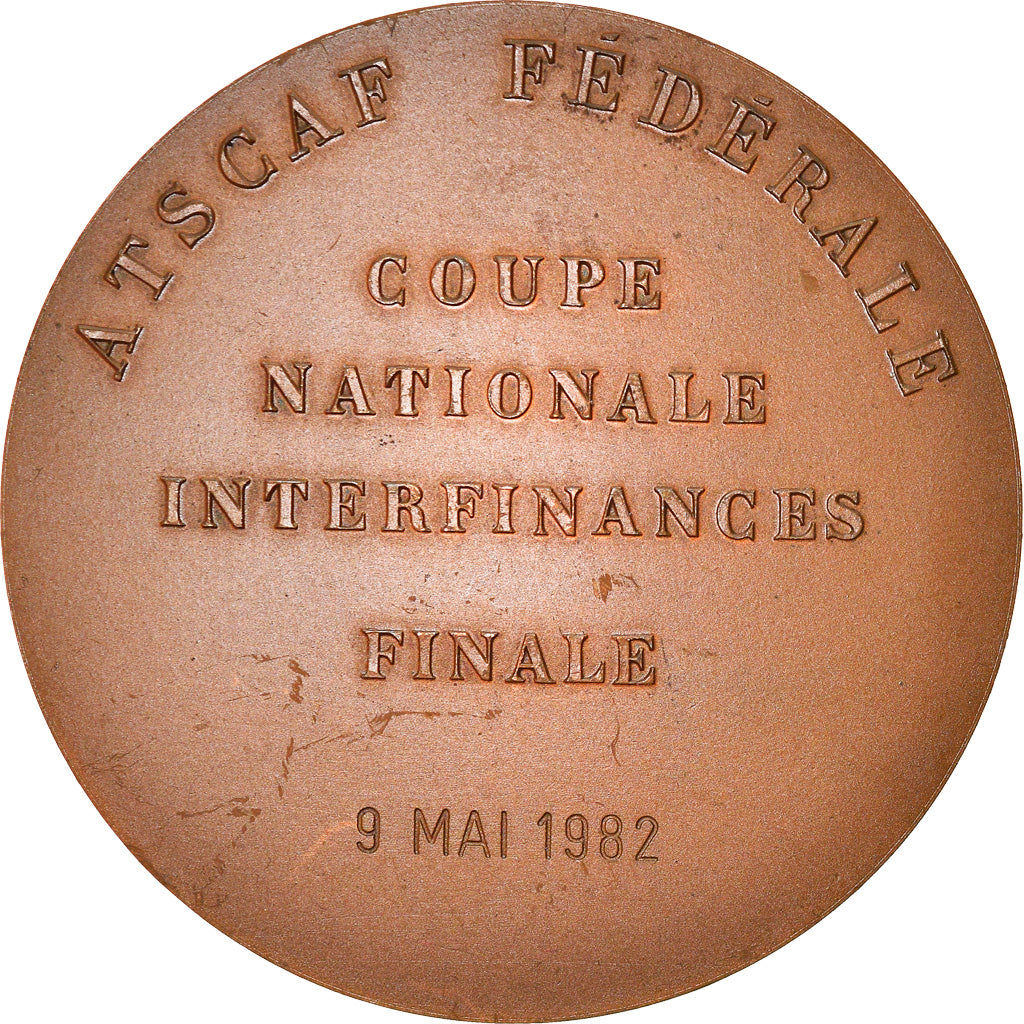 ATSCAF FÉDÉRALE
COUPE
NATIONALE
INTERFINANCES
FINALE
9 MAI 1982